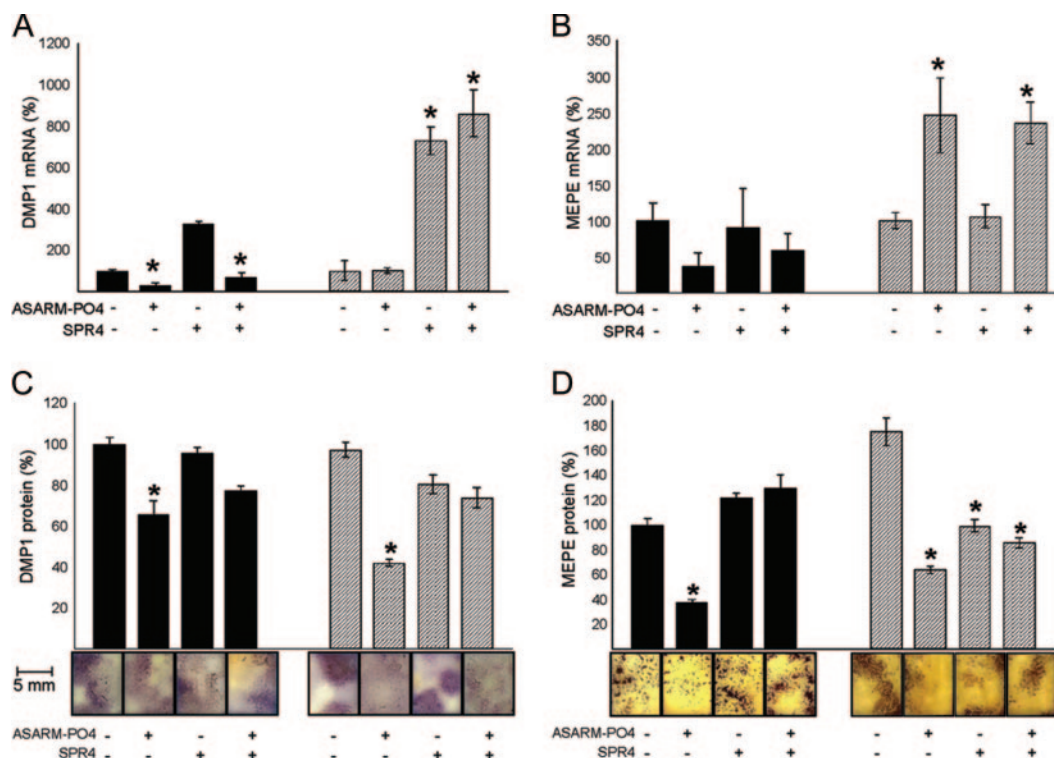 A
DMP1 mRNA (%)
1200
1000
800
600
400
200
* * * *
ASARM-PO4 - + - + - + - +
SPR4 - - + + - - + +
B
MEPE mRNA (%)
350
300
250
200
150
100
50
* *
ASARM-PO4 - + - + - + - +
SPR4 - - + + - - + +
C
DMP1 protein (%)
120
100
80
60
40
20
* *
5 mm
ASARM-PO4 - + - + - + - +
SPR4 - - + + - - + +
D
MEPE protein (%)
200
180
160
140
120
100
80
60
40
20
* * * *
ASARM-PO4 - + - + - + - +
SPR4 - - + + - - + +